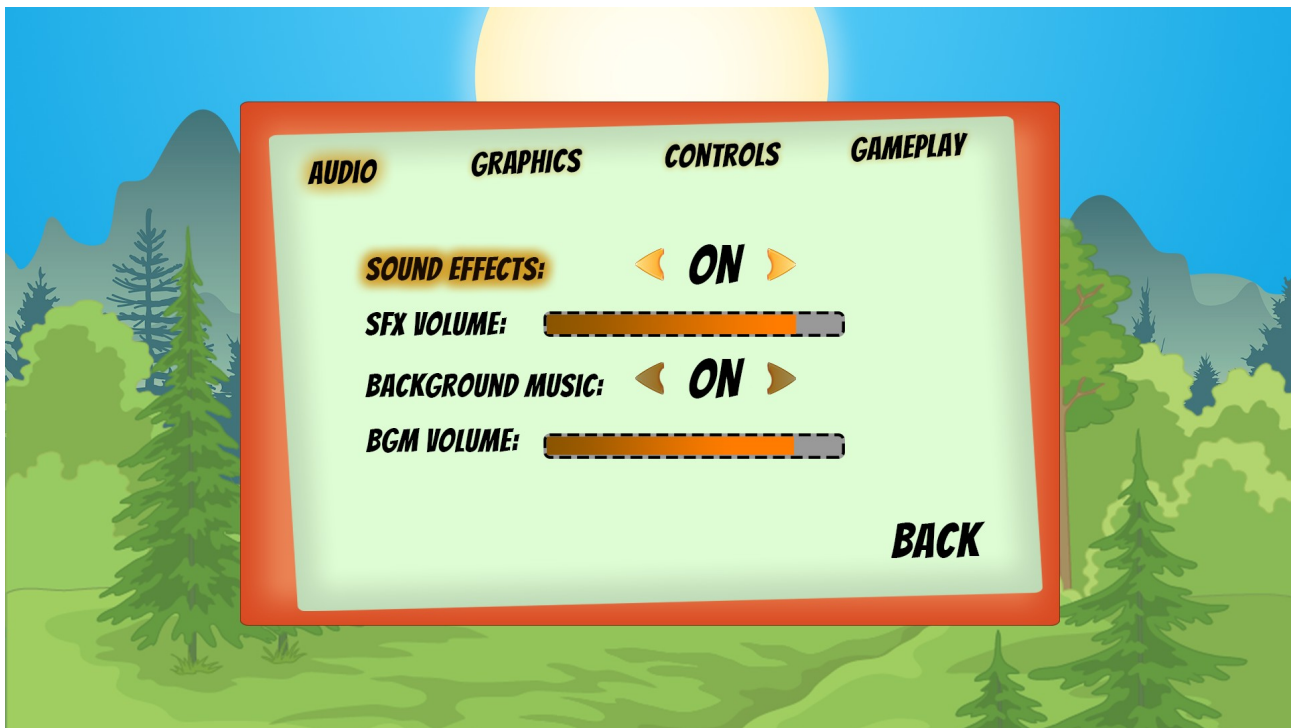 AUDIO GRAPHICS CONTROLS GAMEPLAY
SOUND EFFECTS: ON
SFX VOLUME:
BACKGROUND MUSIC: ON
BGM VOLUME:
BACK